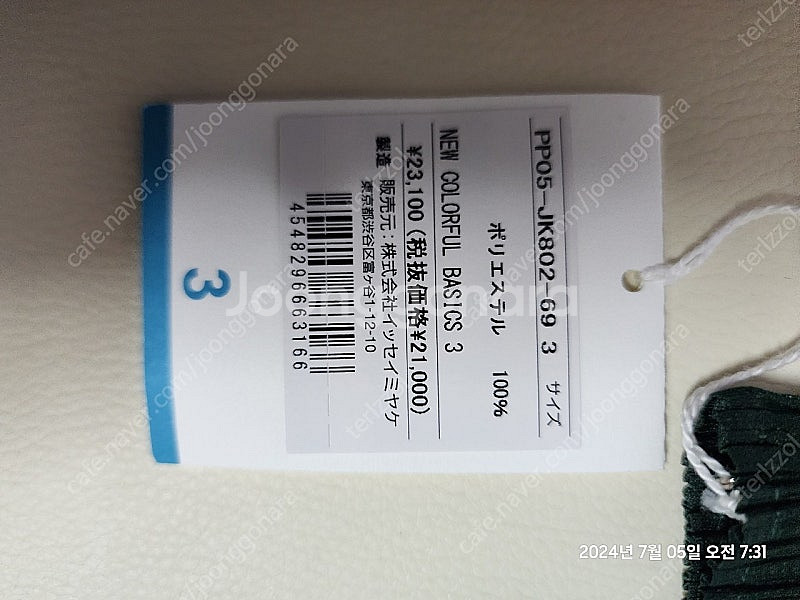 PP05-JK802-69 3 サイズ
ポリエステル 100%
NEW COLORFUL BASICS 3
¥23,100 (税抜価格¥21,000)
製造 販売元:株式会社イッセイミヤケ
東京都渋谷区富ヶ谷1-12-10
4548296663166
3
Joonggonara
cafe.naver.com/joonggonara
terlzzol
2024년 7월 05일 오전 7:31